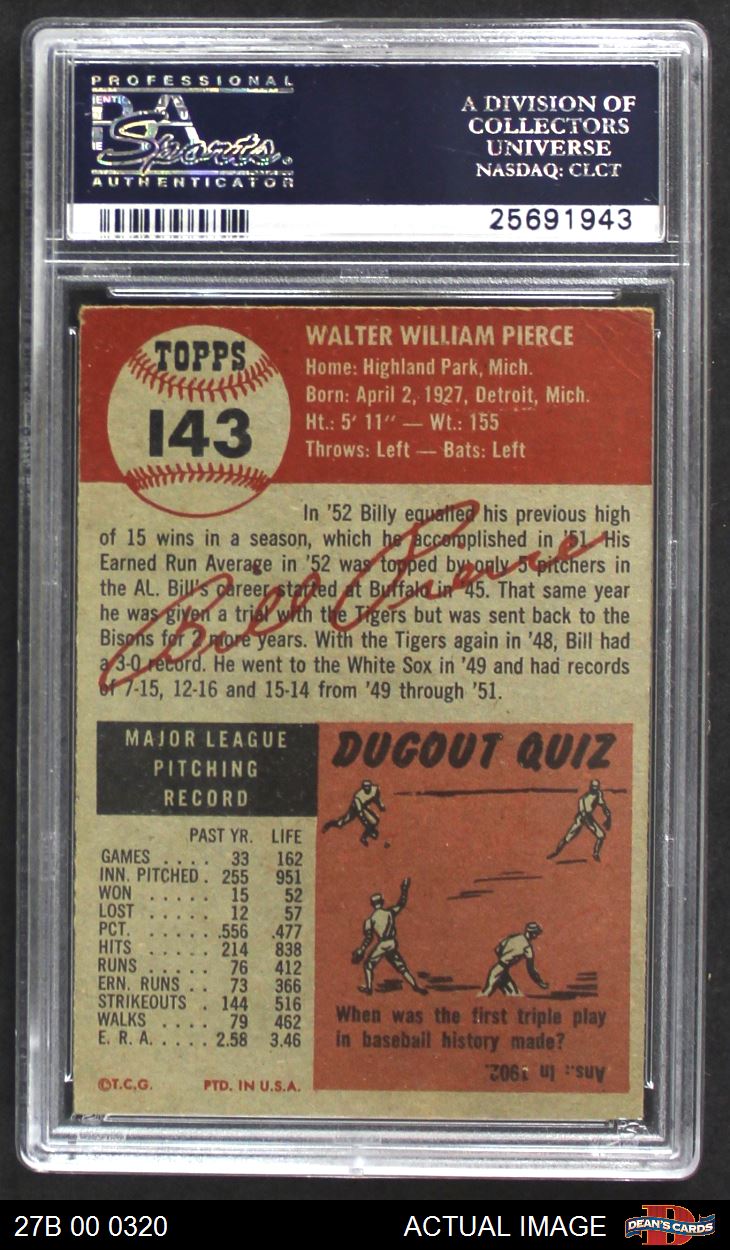 PROFESSIONAL
PSA
Sports
AUTHENTICATOR
A DIVISION OF
COLLECTORS
UNIVERSE
NASDAQ: CLCT
25691943
TOPPS
143
WALTER WILLIAM PIERCE
Home: Highland Park, Mich.
Born: April 2, 1927, Detroit, Mich.
Ht.: 5' 11" — Wt.: 155
Throws: Left — Bats: Left
In '52 Billy equalled his previous high
of 15 wins in a season, which he accomplished in '51. His
Earned Run Average in '52 was topped by only 5 pitchers in
the AL. Bill's career started at Buffalo in '45. That same year
he was given a trial with the Tigers but was sent back to the
Bisons for 2 more years. With the Tigers again in '48, Bill had
a 3-0 record. He went to the White Sox in '49 and had records
of 7-15, 12-16 and 15-14 from '49 through '51.
Bill Pierce
MAJOR LEAGUE
PITCHING
RECORD
PAST YR. LIFE
GAMES .... 33 162
INN. PITCHED . 255 951
WON ..... 15 52
LOST ..... 12 57
PCT. ..... .556 .477
HITS ..... 214 838
RUNS ..... 76 412
ERN. RUNS .. 73 366
STRIKEOUTS . 144 516
WALKS .... 79 462
E. R. A. .... 2.58 3.46
©T.C.G. PTD. IN U.S.A.
DUGOUT QUIZ
When was the first triple play
in baseball history made?
Ans.: In 1902.
27B 00 0320
ACTUAL IMAGE
DEAN'S CARDS